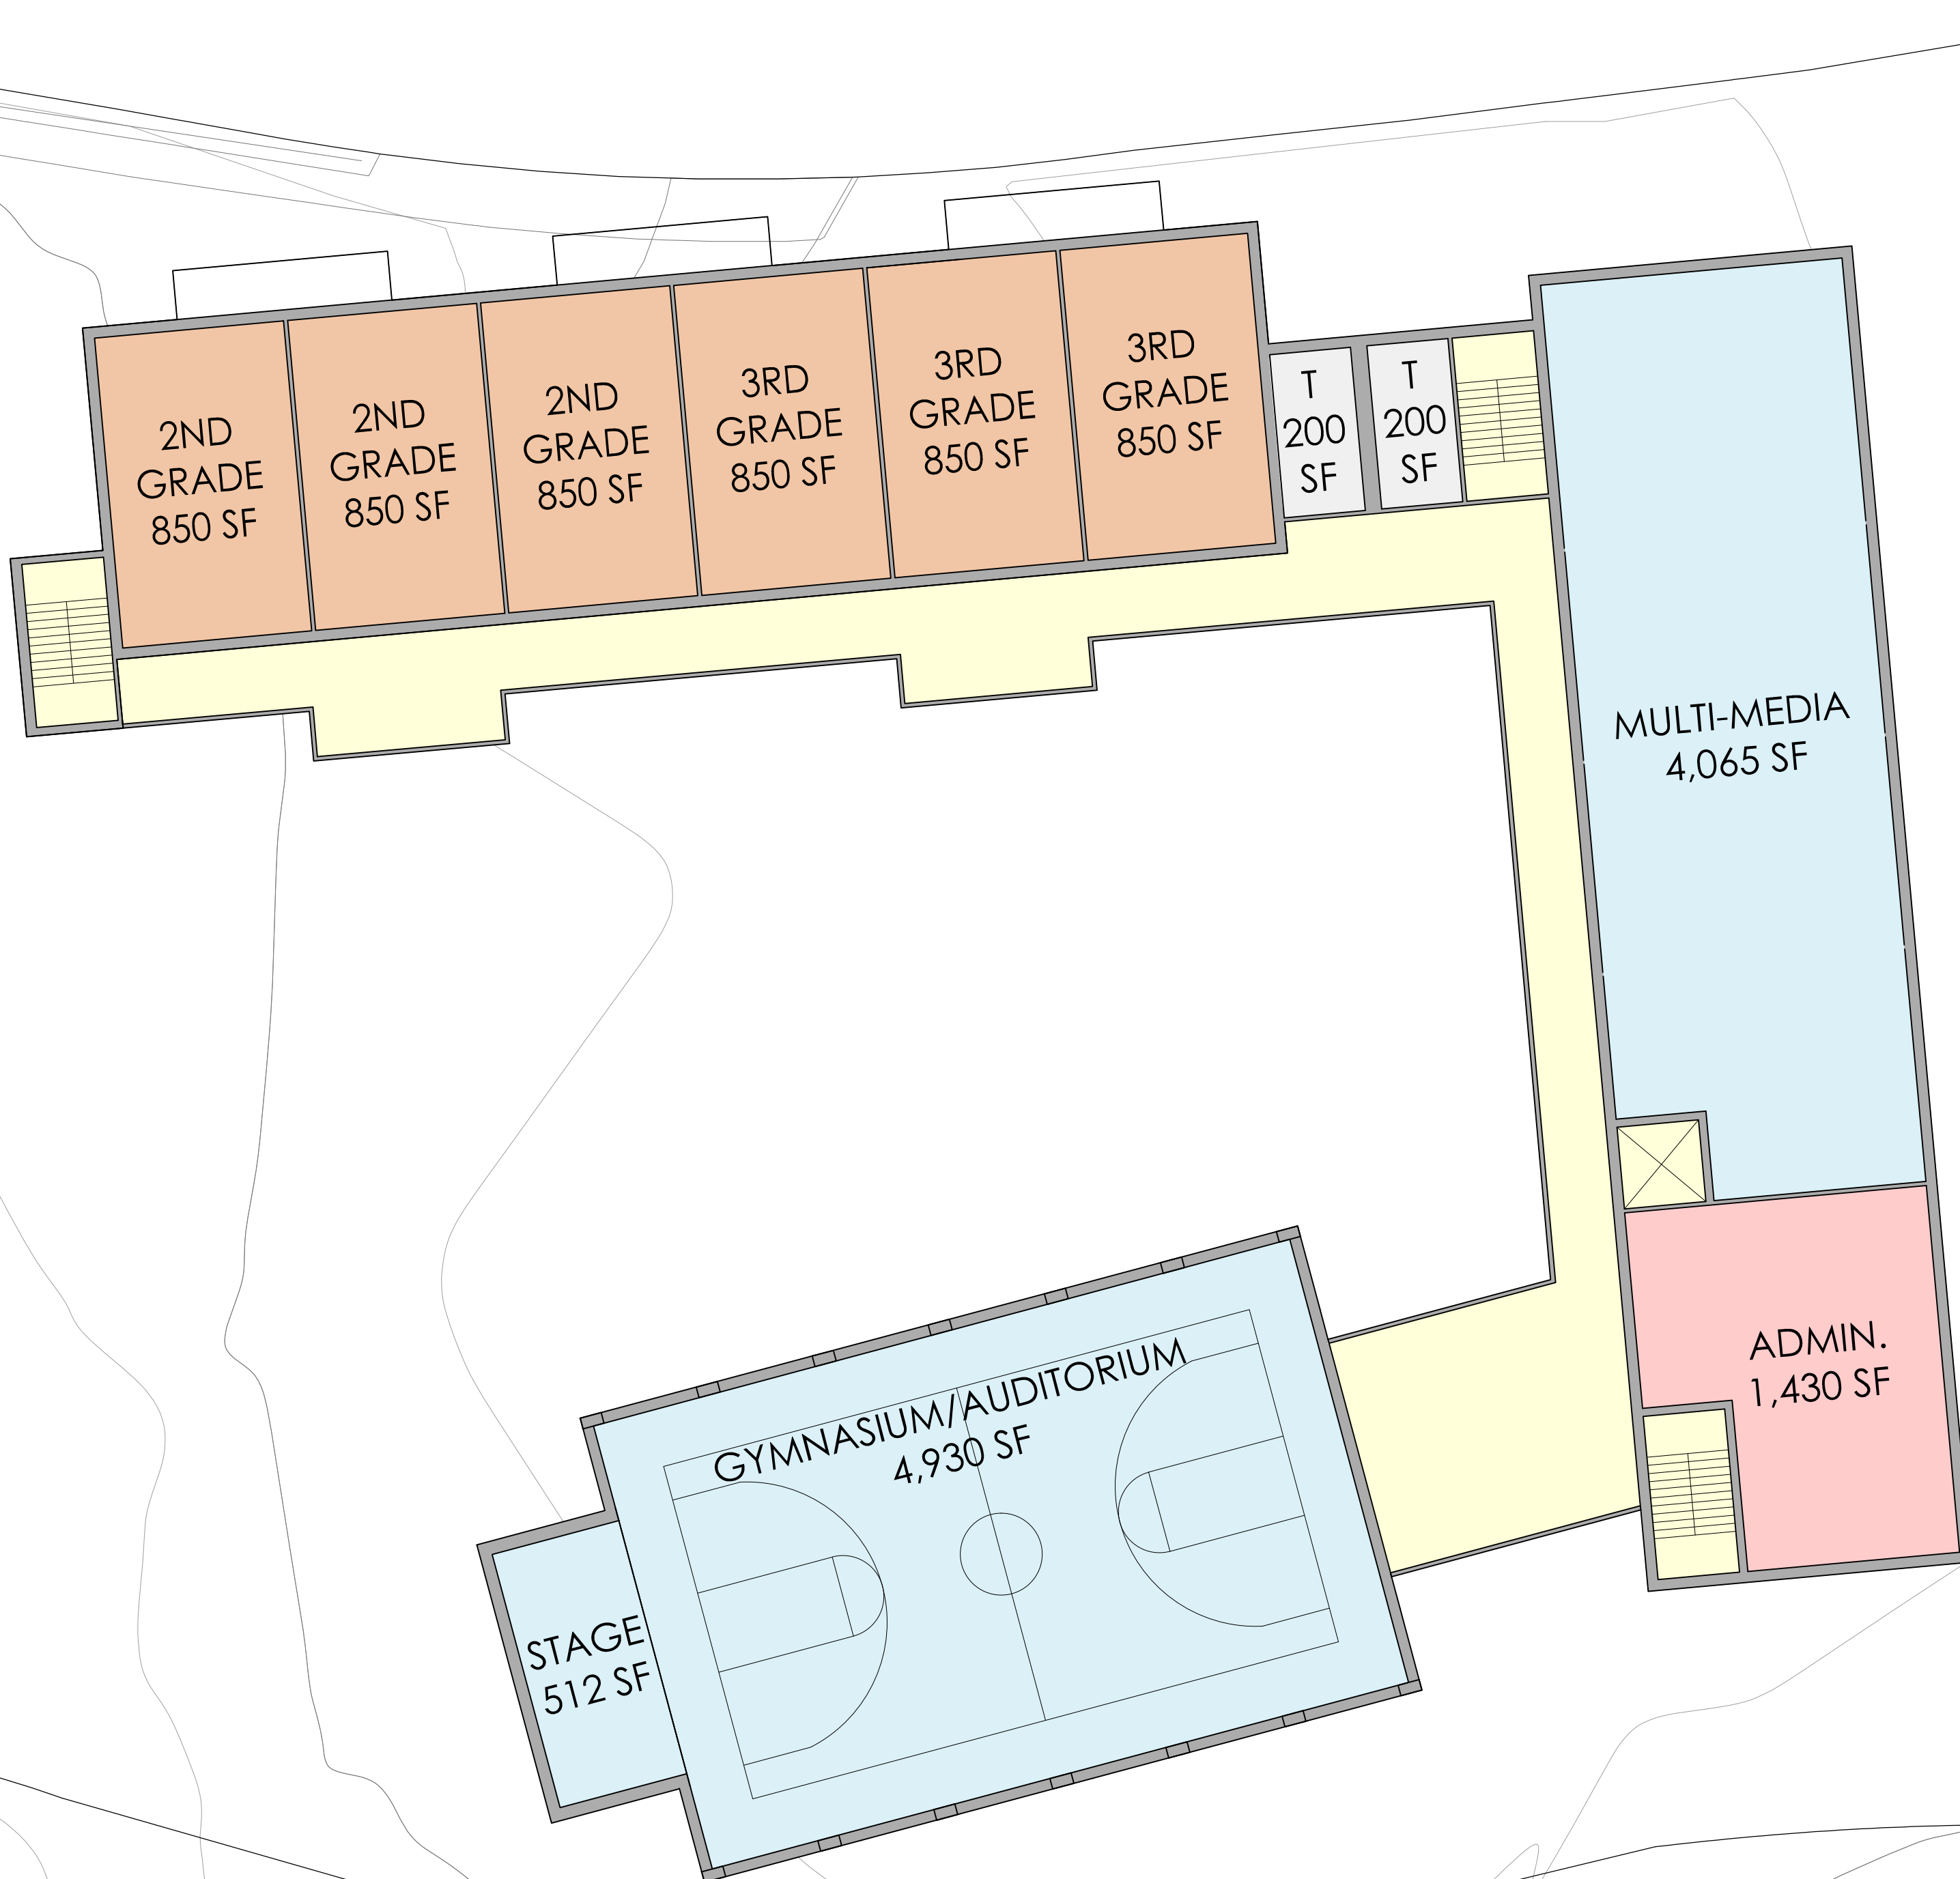 2ND
GRADE
850 SF
2ND
GRADE
850 SF
2ND
GRADE
850 SF
3RD
GRADE
850 SF
3RD
GRADE
850 SF
3RD
GRADE
850 SF
T
200
SF
T
200
SF
MULTI-MEDIA
4,065 SF
ADMIN.
1,430 SF
GYMNASIUM/AUDITORIUM
4,930 SF
STAGE
512 SF